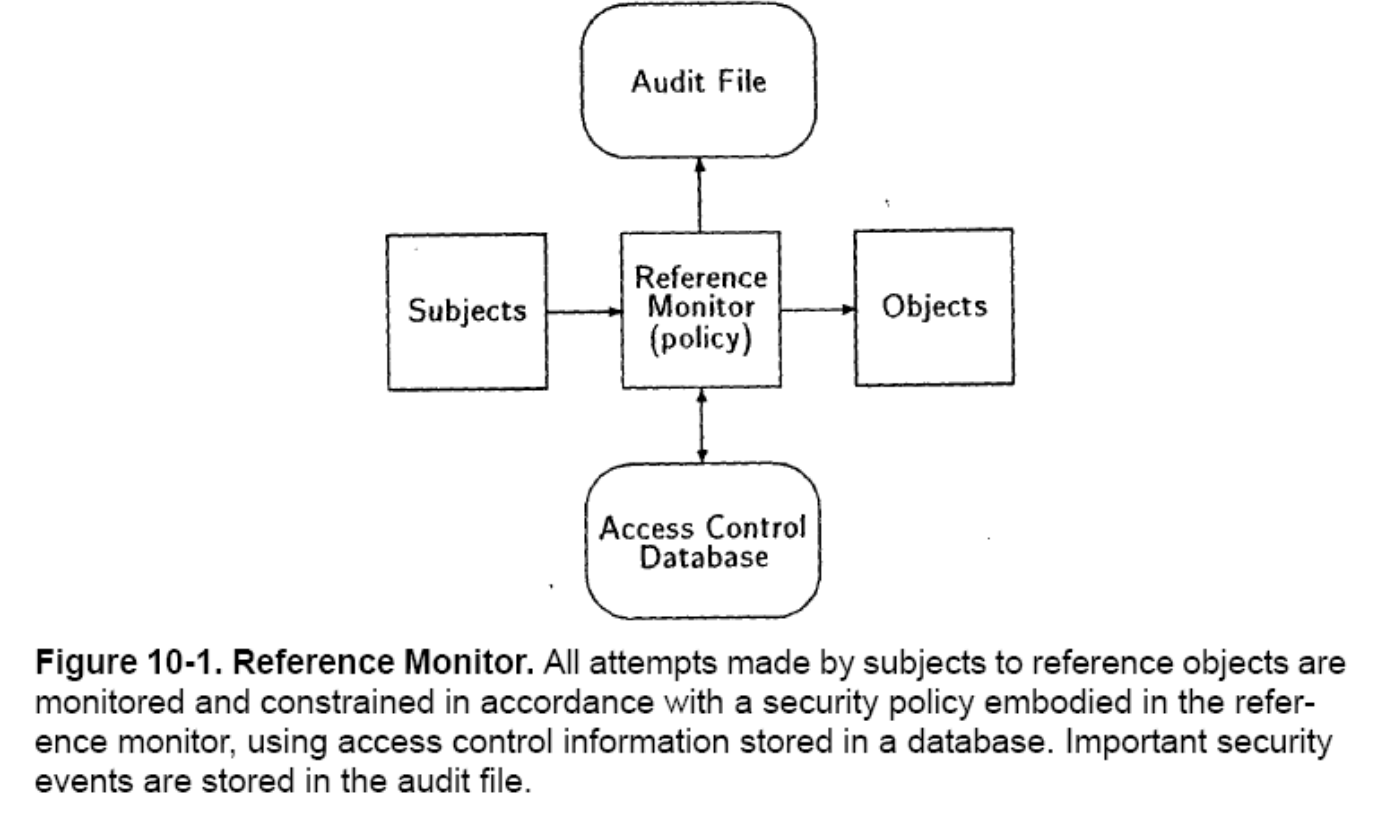 Audit File
Subjects
Reference
Monitor
(policy)
Objects
Access Control
Database
Figure 10-1. Reference Monitor. All attempts made by subjects to reference objects are
monitored and constrained in accordance with a security policy embodied in the refer-
ence monitor, using access control information stored in a database. Important security
events are stored in the audit file.